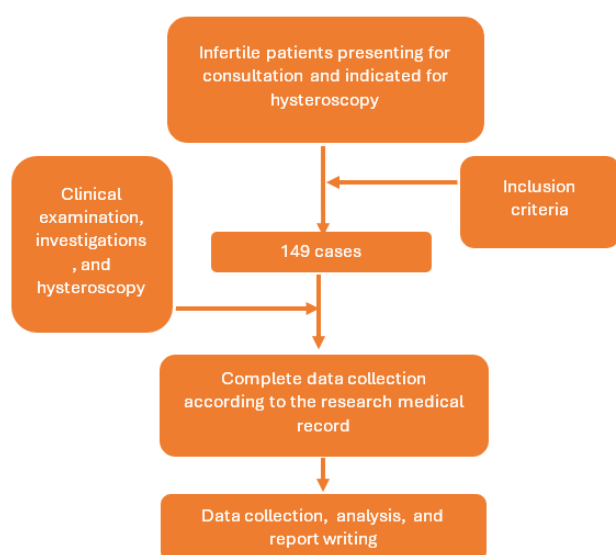 Infertile patients presenting for
consultation and indicated for
hysteroscopy
Clinical
examination,
investigations
, and
hysteroscopy
Inclusion
criteria
149 cases
Complete data collection
according to the research medical
record
Data collection, analysis, and
report writing